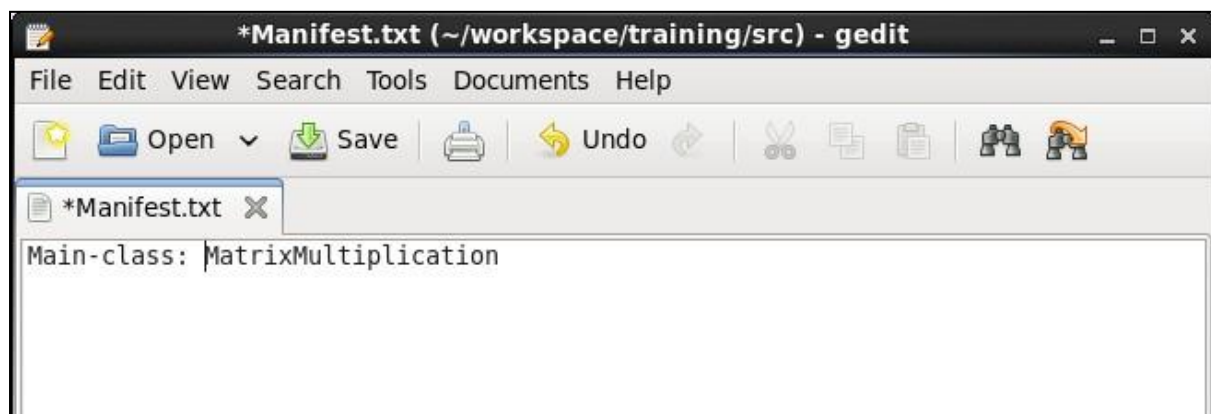 *Manifest.txt (~/workspace/training/src) - gedit
File Edit View Search Tools Documents Help
Open Save Undo
*Manifest.txt
Main-class: MatrixMultiplication